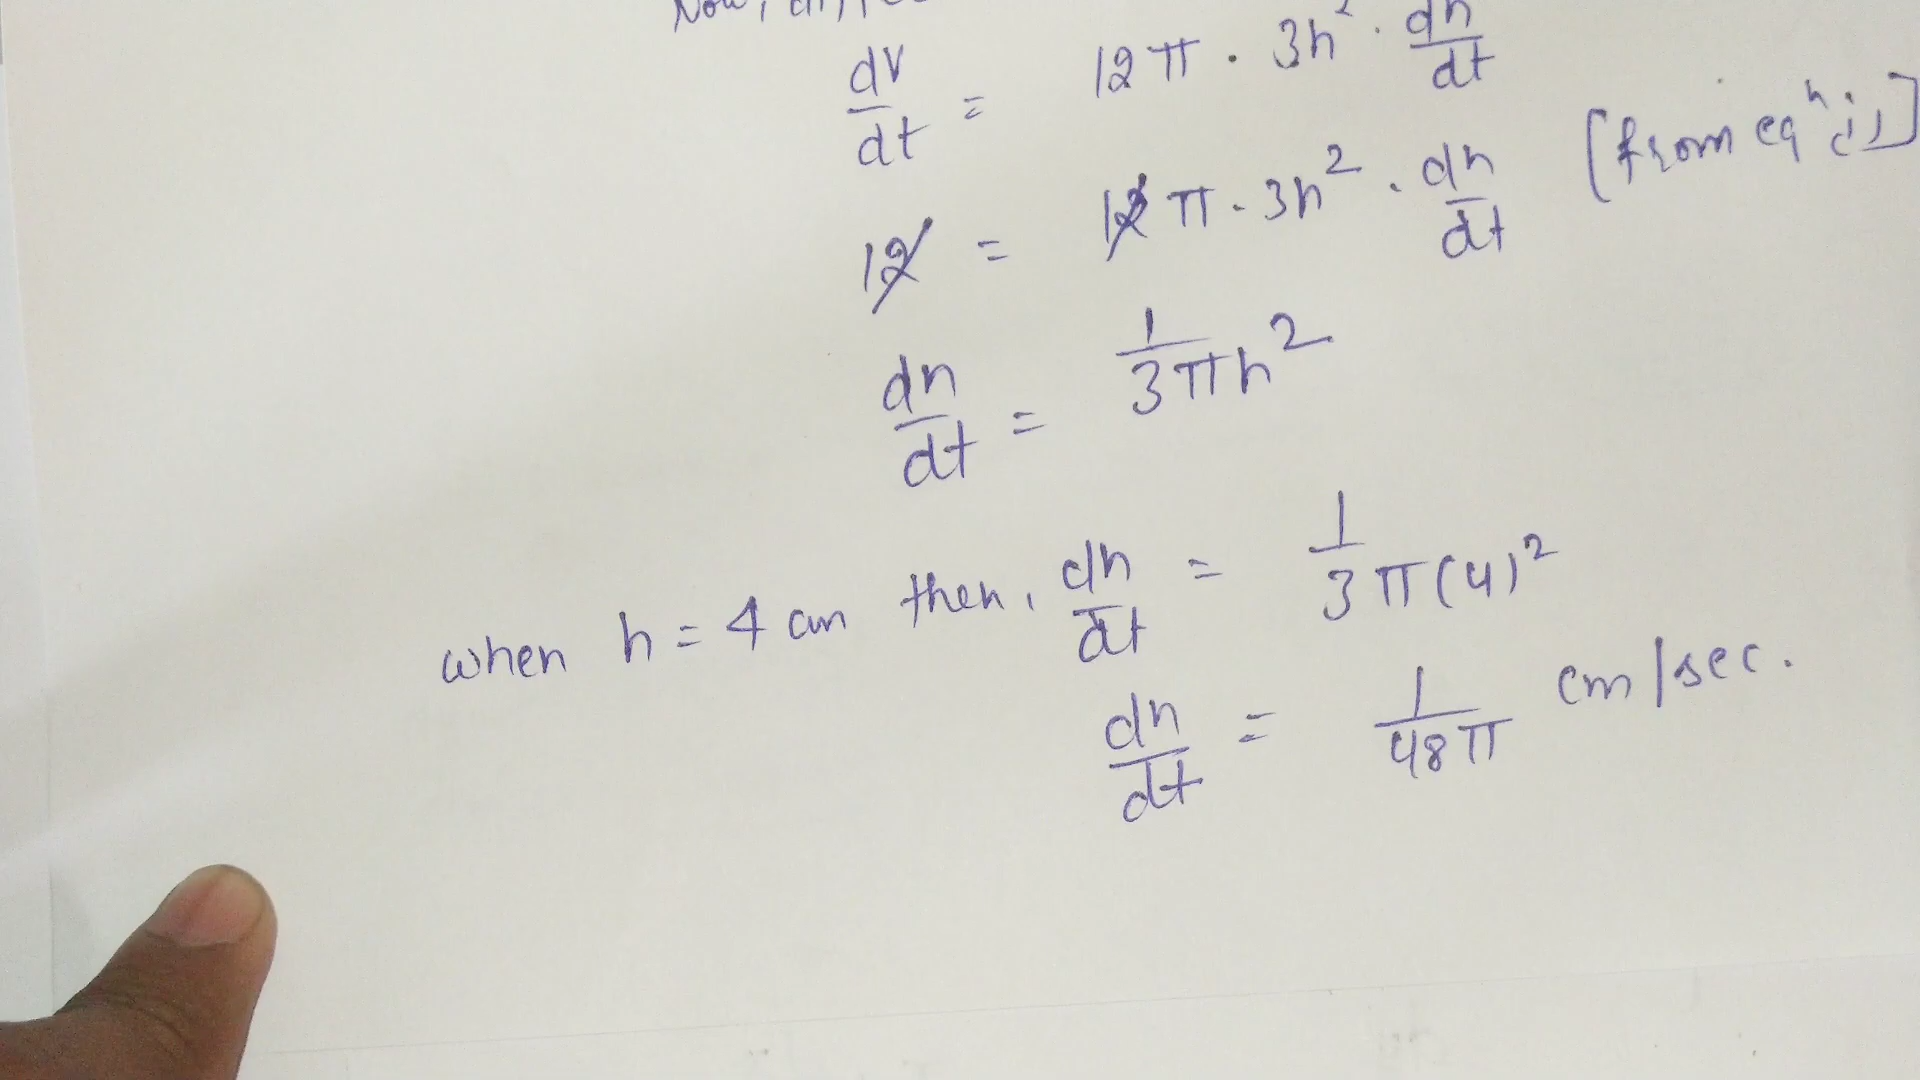 Now,
dv/dt = 12π · 3h² · dh/dt
12 = 12π · 3h² · dh/dt [from eqⁿ i)]
dh/dt = 1/3πh²
when h = 4 cm then, dh/dt = 1/3π(4)²
dh/dt = 1/48π cm/sec.